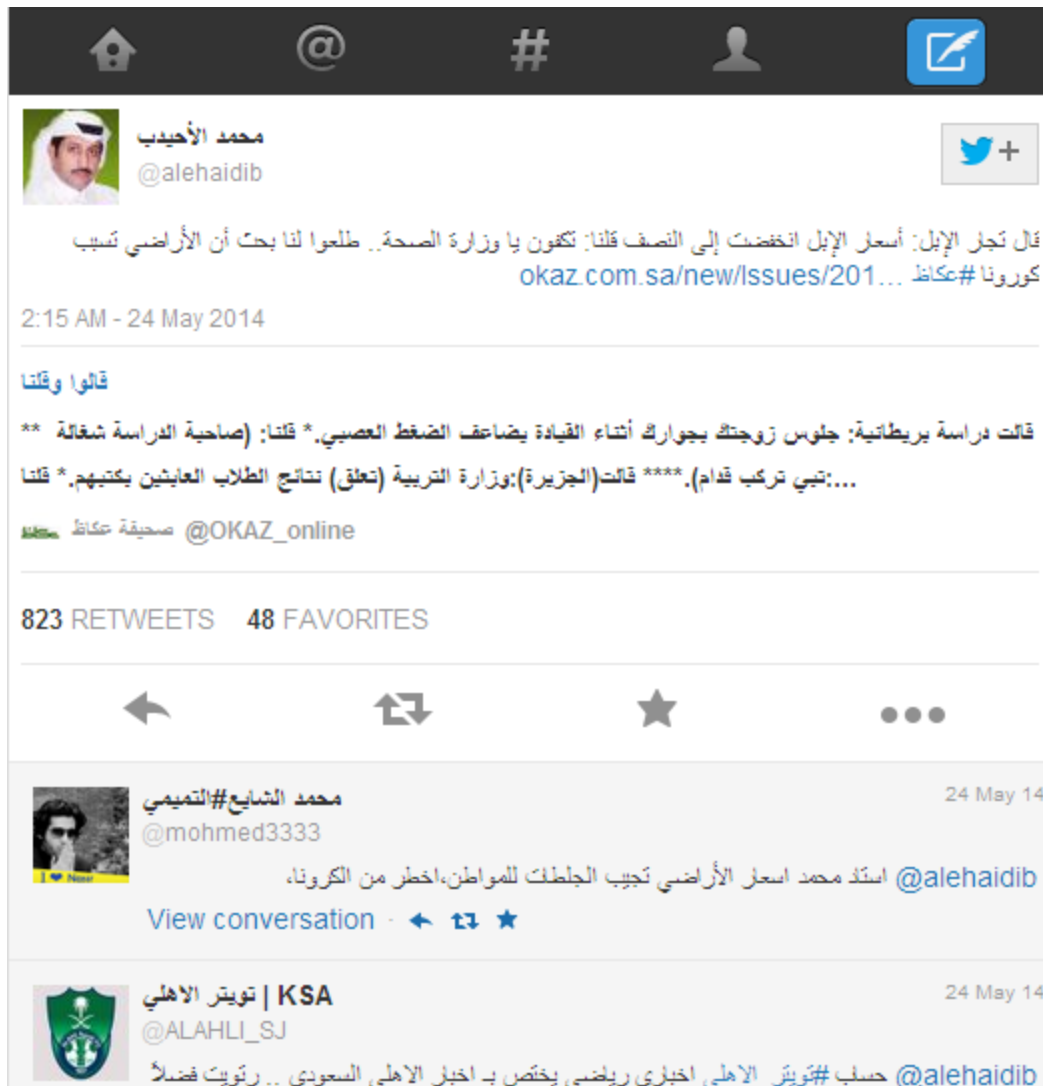 محمد الأحيدب
@alehaidib
قال تجار الإبل: أسعار الإبل انخفضت إلى النصف قلنا: تكفون يا وزارة الصحة.. طلعوا لنا بحث أن الأراضي تسبب
كورونا #عكاظ okaz.com.sa/new/Issues/201…
2:15 AM - 24 May 2014
قالوا وقلنا
قالت دراسة بريطانية: جلوس زوجتك بجوارك أثناء القيادة يضاعف الضغط العصبي.* قلنا: (صاحبة الدراسة شغالة **
...:تبي تركب قدام).**** قالت(الجزيرة):وزارة التربية (تعلق) نتائج الطلاب العابثين بكتبهم.* قلنا
صحيفة عكاظ @OKAZ_online
823 RETWEETS 48 FAVORITES
محمد الشايع#التميمي
24 May 14
@mohmed3333
@alehaidib استاد محمد اسعار الأراضي تجيب الجلطات للمواطن،اخطر من الكرونا،
View conversation
KSA | تويتر الاهلي
24 May 14
@ALAHLI_SJ
@alehaidib حساب #تويتر_الاهلي اخباري رياضي يختص بـ اخبار الاهلي السعودي .. رتويت فضلاً